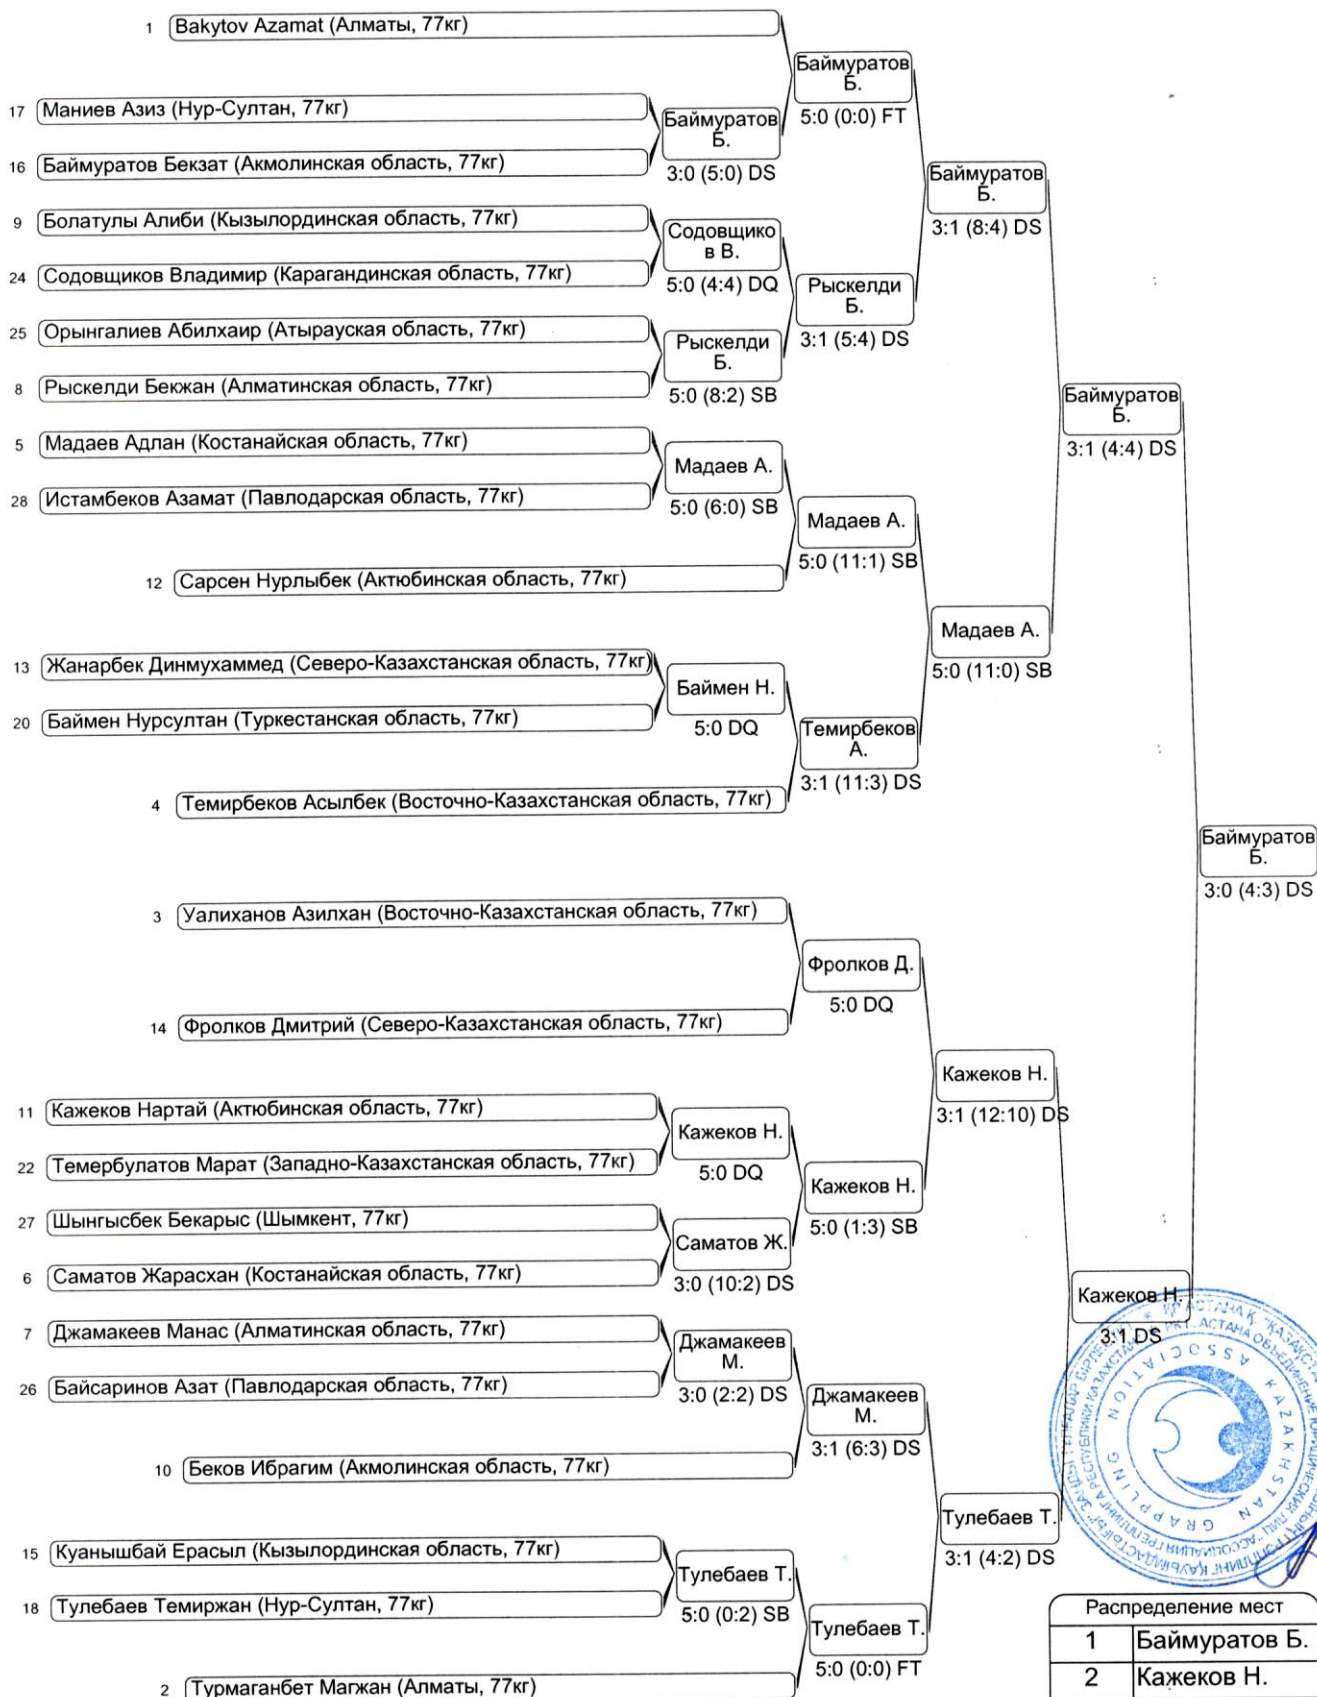 1 Bakytov Azamat (Алматы, 77кг)
Баймуратов
Б.
5:0 (0:0) FT
17 Маниев Азиз (Нур-Султан, 77кг)
Баймуратов
Б.
3:0 (5:0) DS
16 Баймуратов Бекзат (Акмолинская область, 77кг)
Баймуратов
Б.
3:1 (8:4) DS
9 Болатулы Алиби (Кызылординская область, 77кг)
Содовщико
в В.
5:0 (4:4) DQ
24 Содовщиков Владимир (Карагандинская область, 77кг)
Рыскелди
Б.
3:1 (5:4) DS
25 Орынгалиев Абилхаир (Атырауская область, 77кг)
Рыскелди
Б.
5:0 (8:2) SB
8 Рыскелди Бекжан (Алматинская область, 77кг)
Баймуратов
Б.
3:1 (4:4) DS
5 Мадаев Адлан (Костанайская область, 77кг)
Мадаев А.
5:0 (6:0) SB
28 Истамбеков Азамат (Павлодарская область, 77кг)
Мадаев А.
5:0 (11:1) SB
12 Сарсен Нурлыбек (Актюбинская область, 77кг)
Мадаев А.
5:0 (11:0) SB
13 Жанарбек Динмухаммед (Северо-Казахстанская область, 77кг)
Баймен Н.
5:0 DQ
20 Баймен Нурсултан (Туркестанская область, 77кг)
Темирбеков
А.
3:1 (11:3) DS
4 Темирбеков Асылбек (Восточно-Казахстанская область, 77кг)
Баймуратов
Б.
3:0 (4:3) DS
3 Уалиханов Азилхан (Восточно-Казахстанская область, 77кг)
Фролков Д.
5:0 DQ
14 Фролков Дмитрий (Северо-Казахстанская область, 77кг)
Кажеков Н.
3:1 (12:10) DS
11 Кажеков Нартай (Актюбинская область, 77кг)
Кажеков Н.
5:0 DQ
22 Темербулатов Марат (Западно-Казахстанская область, 77кг)
Кажеков Н.
5:0 (1:3) SB
27 Шынгысбек Бекарыс (Шымкент, 77кг)
Саматов Ж.
3:0 (10:2) DS
6 Саматов Жарасхан (Костанайская область, 77кг)
Кажеков Н.
3:1 DS
7 Джамакеев Манас (Алматинская область, 77кг)
Джамакеев
М.
3:0 (2:2) DS
26 Байсаринов Азат (Павлодарская область, 77кг)
Джамакеев
М.
3:1 (6:3) DS
10 Беков Ибрагим (Акмолинская область, 77кг)
ASSOCIATION KAZAKHSTAN GRAPPLING
Тулебаев Т.
3:1 (4:2) DS
15 Куанышбай Ерасыл (Кызылординская область, 77кг)
Тулебаев Т.
5:0 (0:2) SB
18 Тулебаев Темиржан (Нур-Султан, 77кг)
Тулебаев Т.
5:0 (0:0) FT
2 Турмаганбет Магжан (Алматы, 77кг)
Распределение мест
1 Баймуратов Б.
2 Кажеков Н.